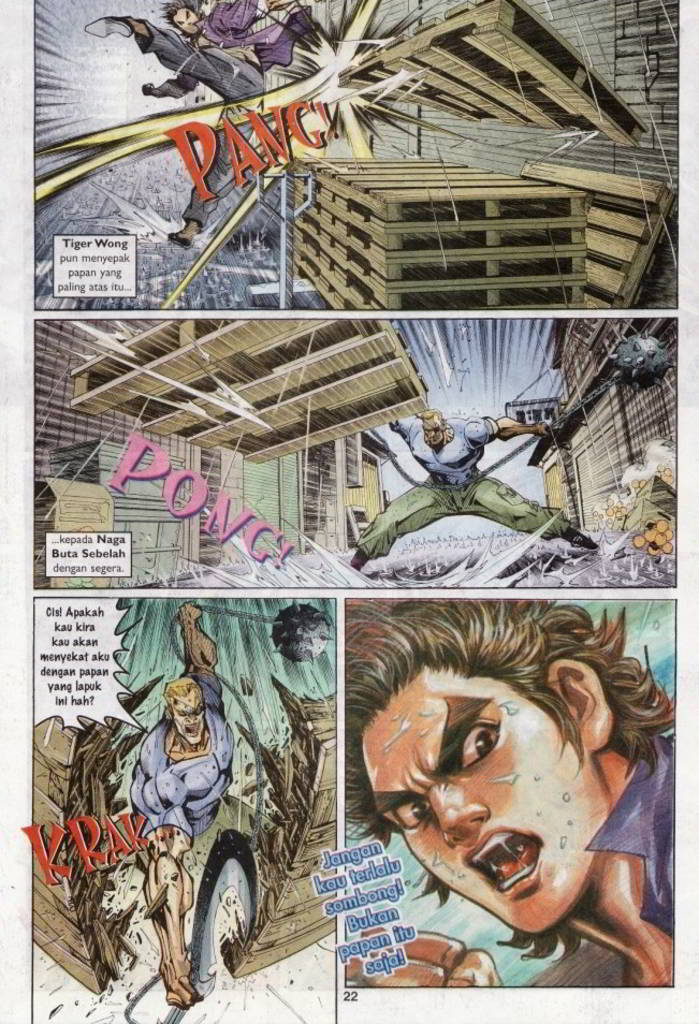 PANG!
Tiger Wong
pun menyepak
papan yang
paling atas itu...
PONG!
...kepada Naga
Buta Sebelah
dengan segera.
Cis! Apakah
kau kira
kau akan
menyekat aku
dengan papan
yang lapuk
ini hah?
KRAK
Jangan
kau terlalu
sombong!
Bukan
papan itu
saja!
22